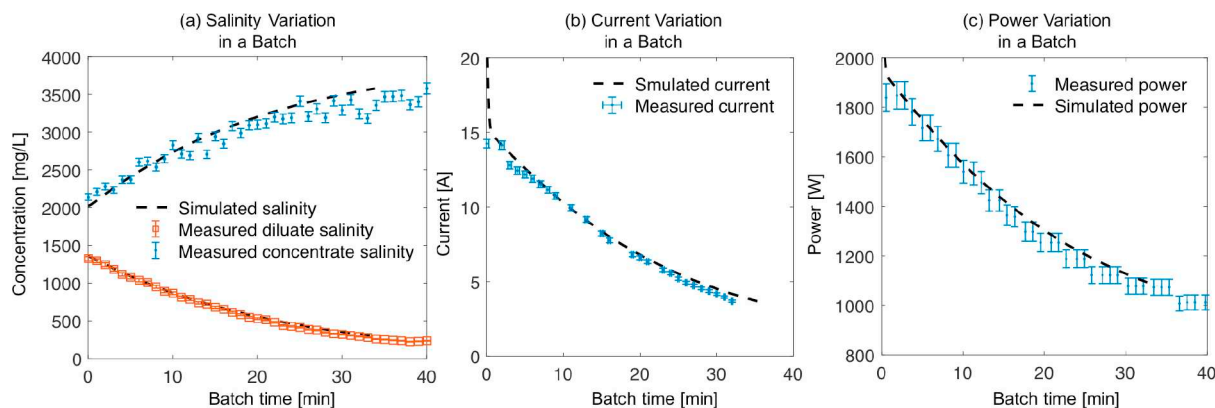 (a) Salinity Variation
in a Batch
4000
3500
3000
2500
2000
1500
1000
500
0
Concentration [mg/L]
Simulated salinity
Measured diluate salinity
Measured concentrate salinity
0 10 20 30 40
Batch time [min]
(b) Current Variation
in a Batch
20
15
10
5
0
Current [A]
Simulated current
Measured current
0 10 20 30 40
Batch time [min]
(c) Power Variation
in a Batch
2000
1800
1600
1400
1200
1000
800
Power [W]
Measured power
Simulated power
0 10 20 30 40
Batch time [min]